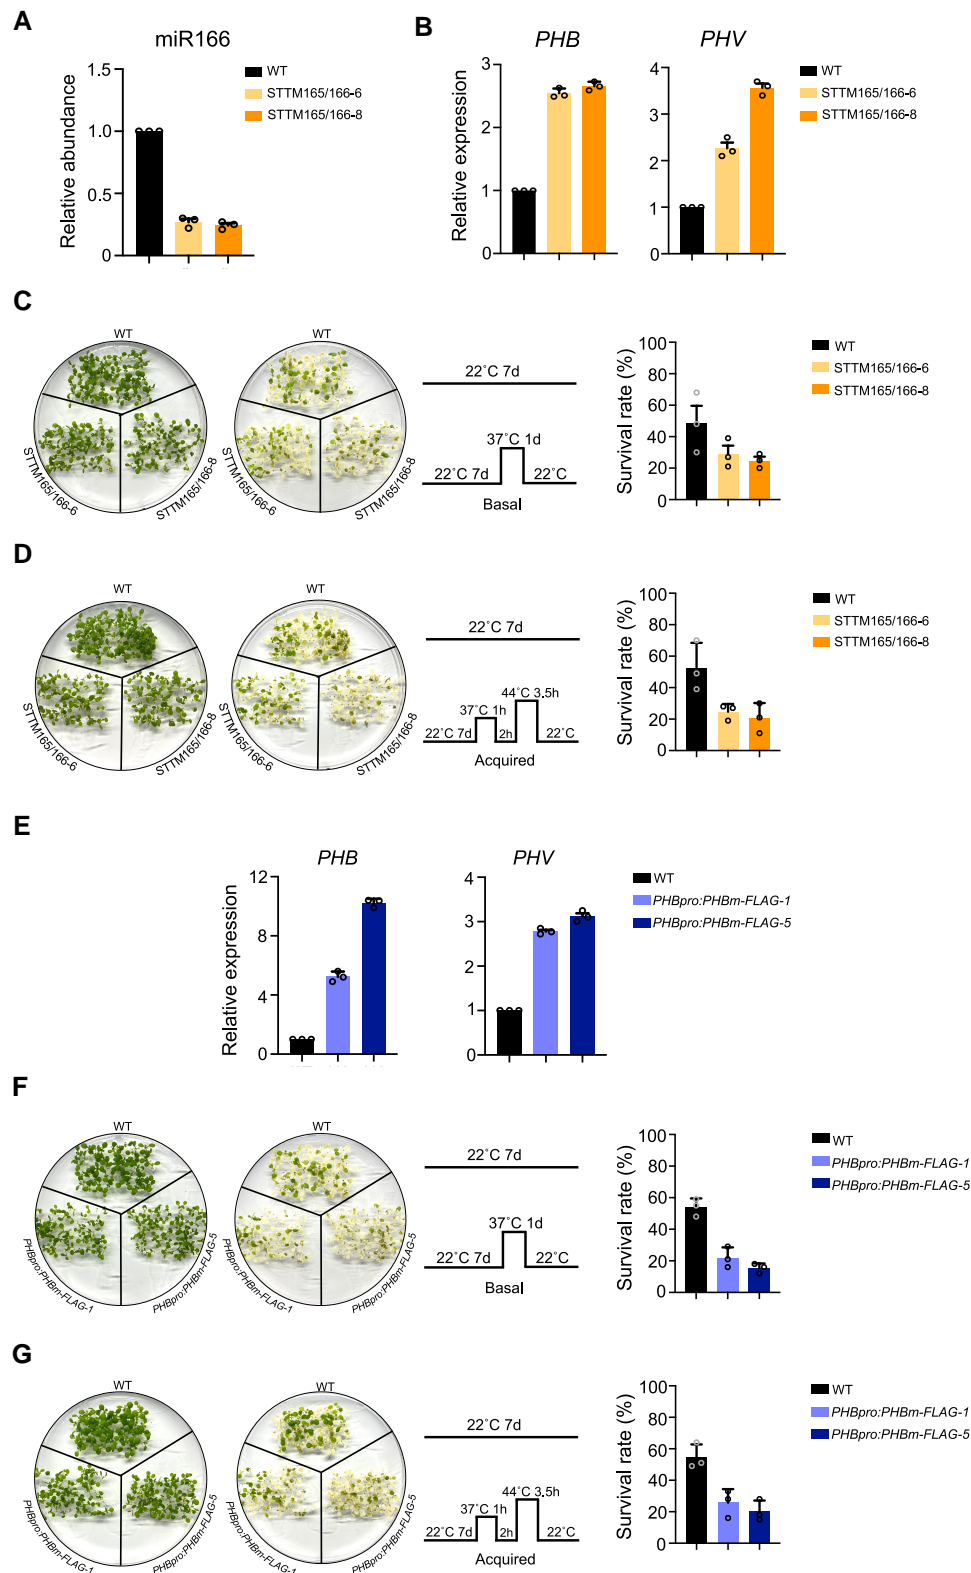 A
miR166
Relative abundance
1.5
1.0
0.5
0
WT
STTM165/166-6
STTM165/166-8
B
PHB
PHV
Relative expression
3
2
1
0
4
3
2
1
0
WT
STTM165/166-6
STTM165/166-8
C
WT
STTM165/166-6
STTM165/166-8
WT
STTM165/166-6
STTM165/166-8
22°C 7d
37°C 1d
22°C 7d
22°C
Basal
Survival rate (%)
100
80
60
40
20
0
WT
STTM165/166-6
STTM165/166-8
D
WT
STTM165/166-6
STTM165/166-8
WT
STTM165/166-6
STTM165/166-8
22°C 7d
44°C 3,5h
37°C 1h
22°C 7d
2h
22°C
Acquired
Survival rate (%)
100
80
60
40
20
0
WT
STTM165/166-6
STTM165/166-8
E
PHB
PHV
Relative expression
12
8
4
0
4
3
2
1
0
WT
PHBpro:PHBm-FLAG-1
PHBpro:PHBm-FLAG-5
F
WT
PHBpro:PHBm-FLAG-1
PHBpro:PHBm-FLAG-5
WT
PHBpro:PHBm-FLAG-1
PHBpro:PHBm-FLAG-5
22°C 7d
37°C 1d
22°C 7d
22°C
Basal
Survival rate (%)
100
80
60
40
20
0
WT
PHBpro:PHBm-FLAG-1
PHBpro:PHBm-FLAG-5
G
WT
PHBpro:PHBm-FLAG-1
PHBpro:PHBm-FLAG-5
WT
PHBpro:PHBm-FLAG-1
PHBpro:PHBm-FLAG-5
22°C 7d
44°C 3,5h
37°C 1h
22°C 7d
2h
22°C
Acquired
Survival rate (%)
100
80
60
40
20
0
WT
PHBpro:PHBm-FLAG-1
PHBpro:PHBm-FLAG-5